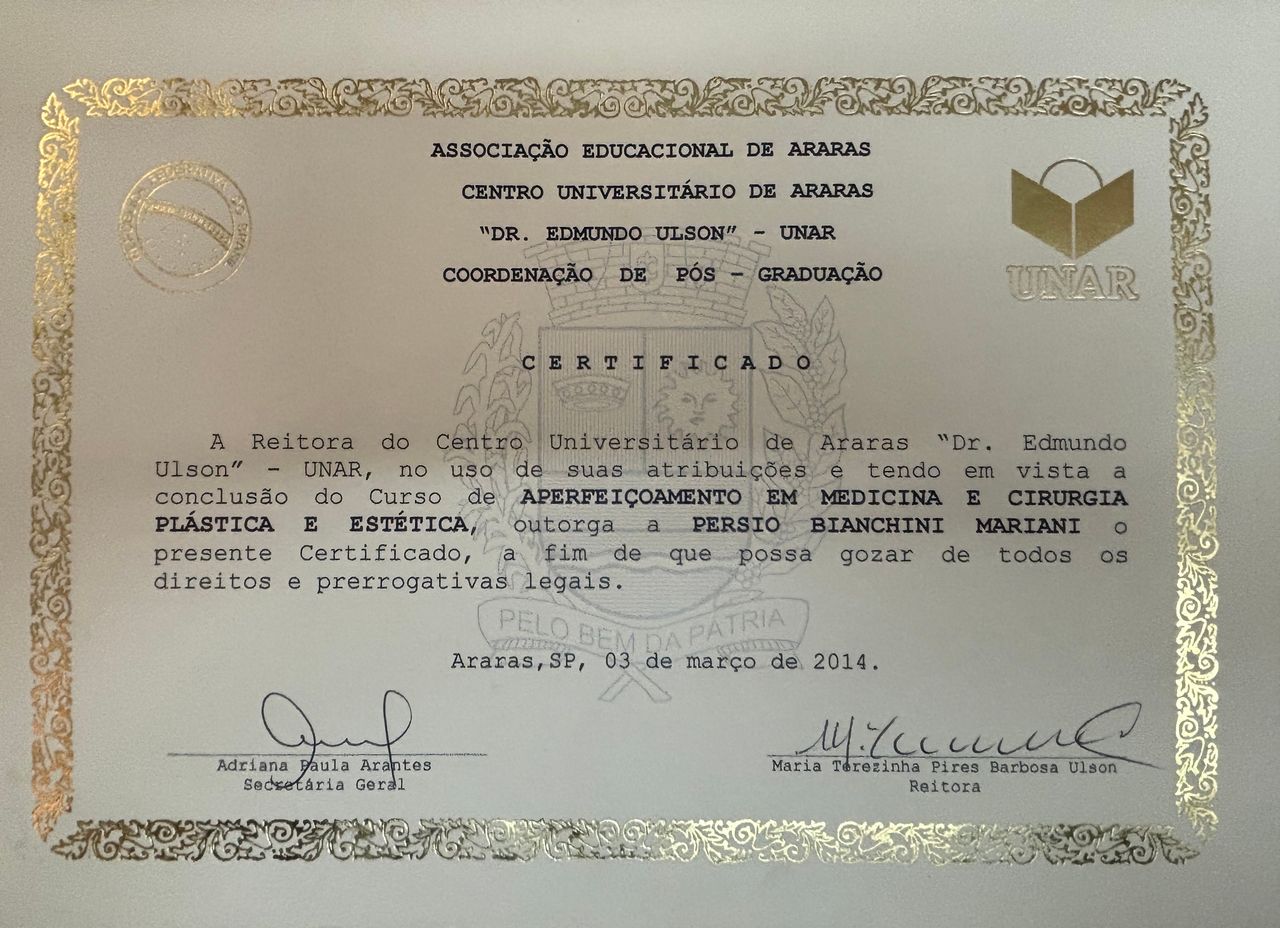 ASSOCIAÇÃO EDUCACIONAL DE ARARAS
CENTRO UNIVERSITÁRIO DE ARARAS
“DR. EDMUNDO ULSON” - UNAR
COORDENAÇÃO DE PÓS - GRADUAÇÃO
UNAR
CERTIFICADO
A Reitora do Centro Universitário de Araras “Dr. Edmundo
Ulson” - UNAR, no uso de suas atribuições e tendo em vista a
conclusão do Curso de APERFEIÇOAMENTO EM MEDICINA E CIRURGIA
PLÁSTICA E ESTÉTICA, outorga a PERSIO BIANCHINI MARIANI o
presente Certificado, a fim de que possa gozar de todos os
direitos e prerrogativas legais.
PELO BEM DA PÁTRIA
Araras,SP, 03 de março de 2014.
Adriana Paula Arantes
Secretária Geral
Maria Terezinha Pires Barbosa Ulson
Reitora